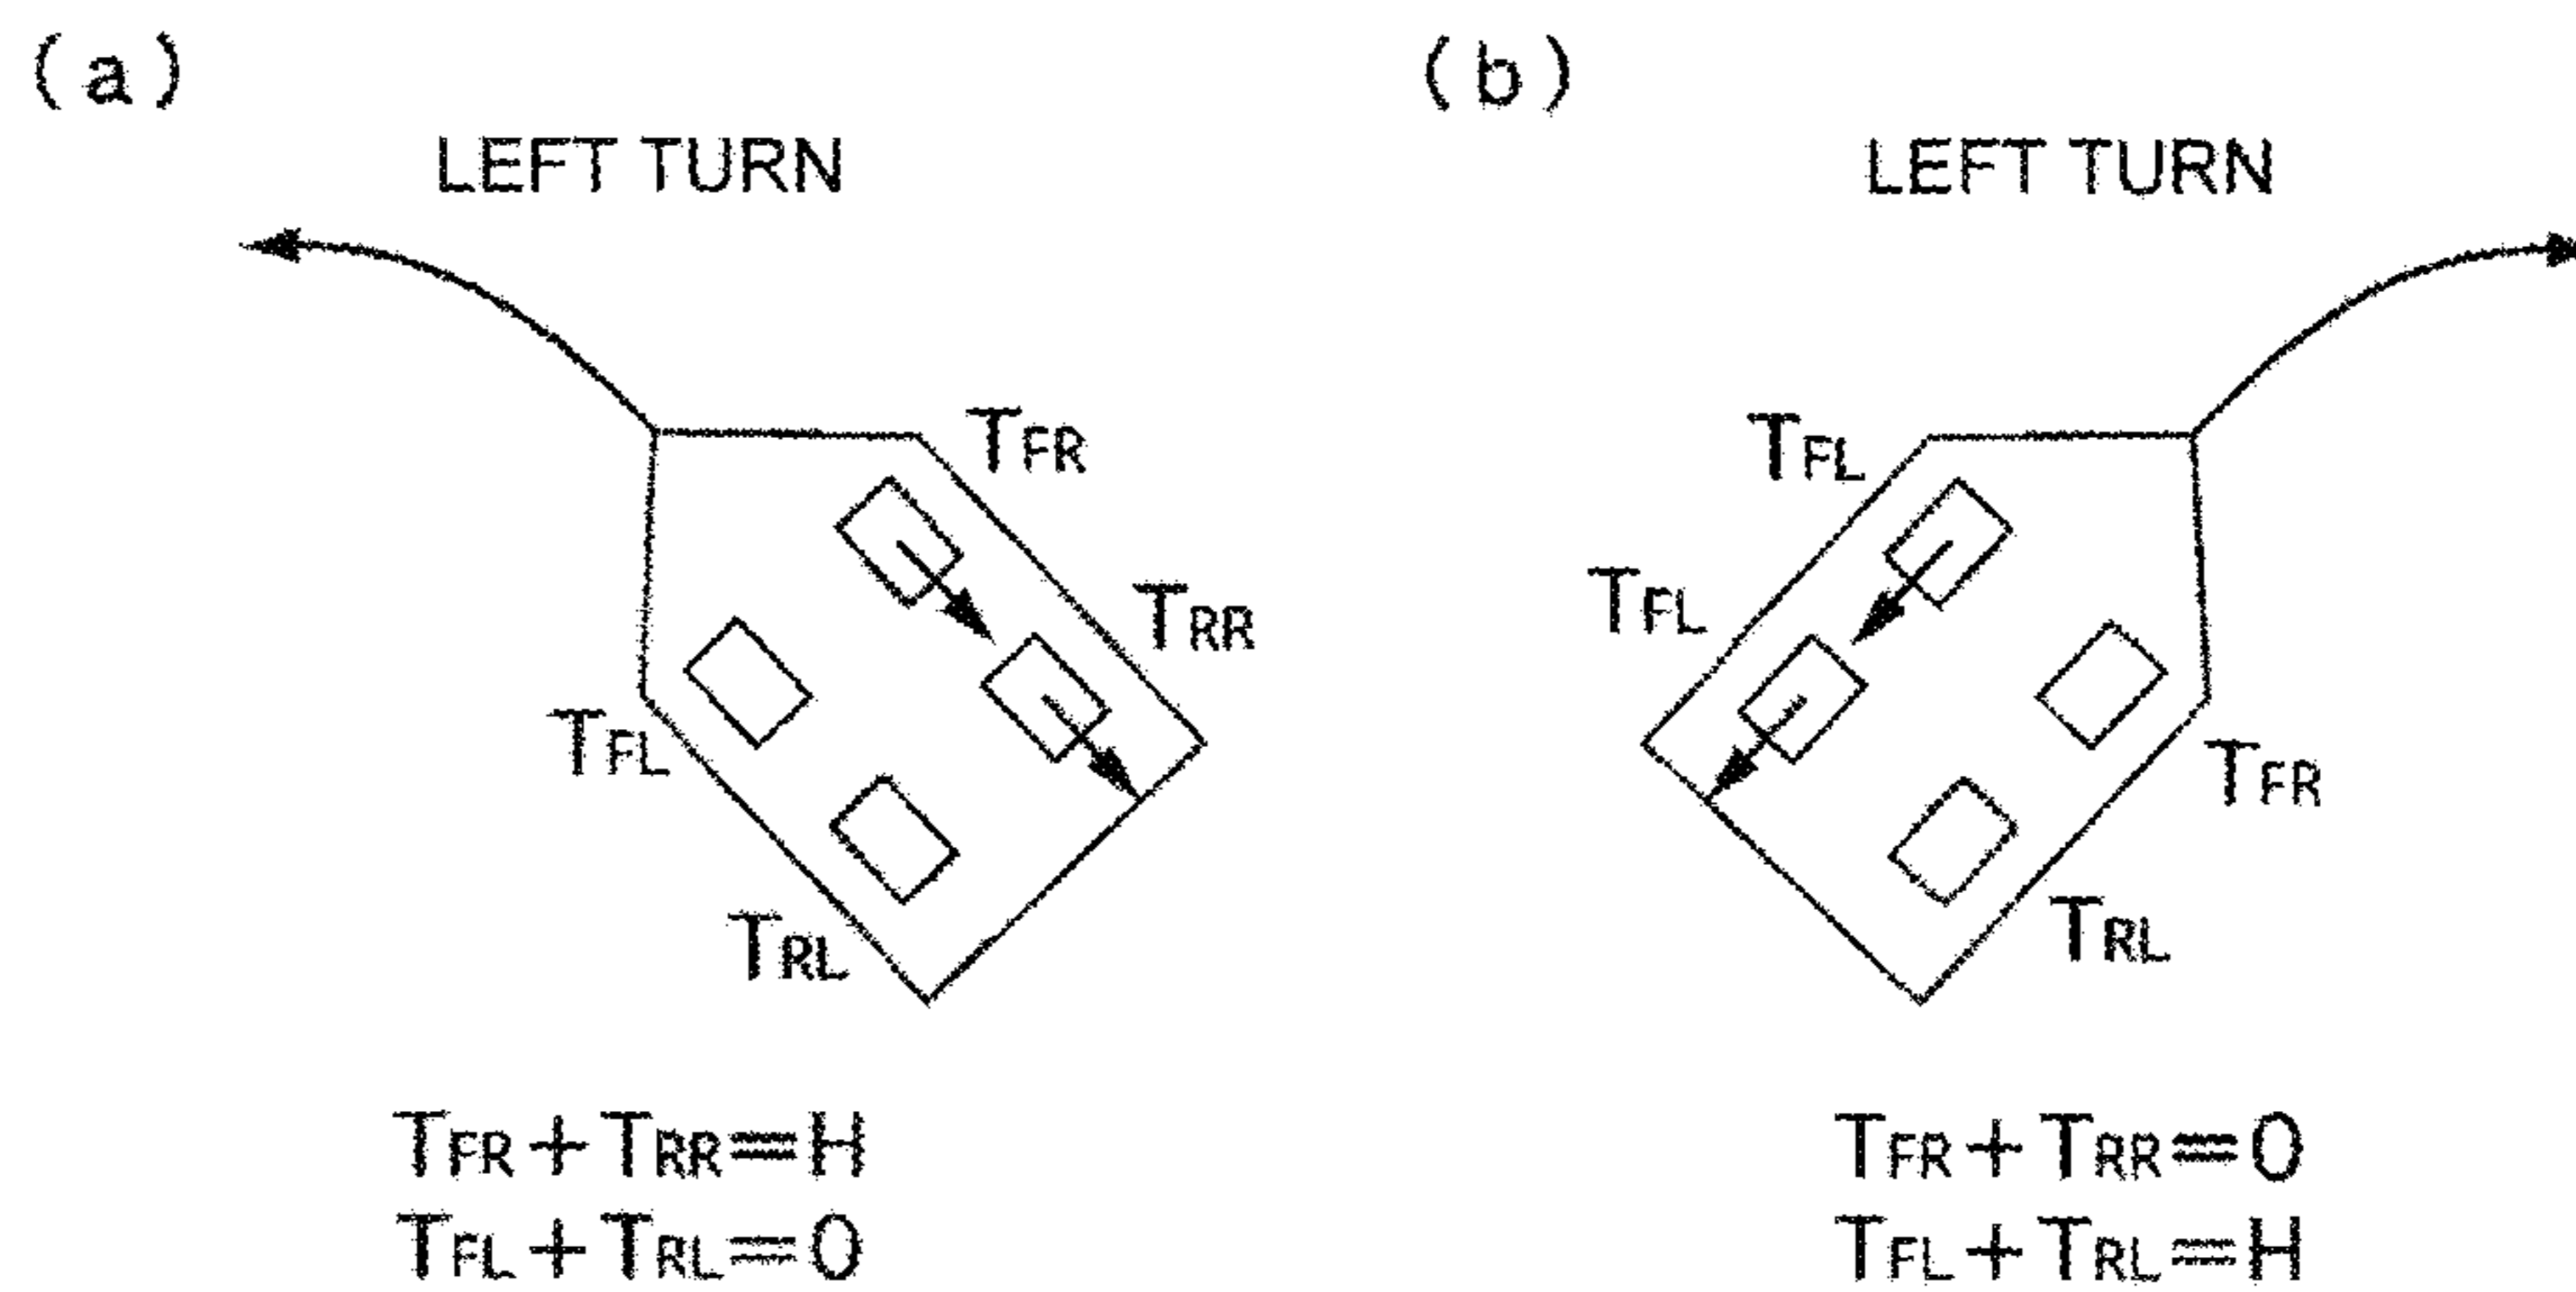 (a)
LEFT TURN
TFR
TRR
TFL
TRL
TFR+TRR=H
TFL+TRL=0
(b)
LEFT TURN
TFL
TFL
TFR
TRL
TFR+TRR=0
TFL+TRL=H